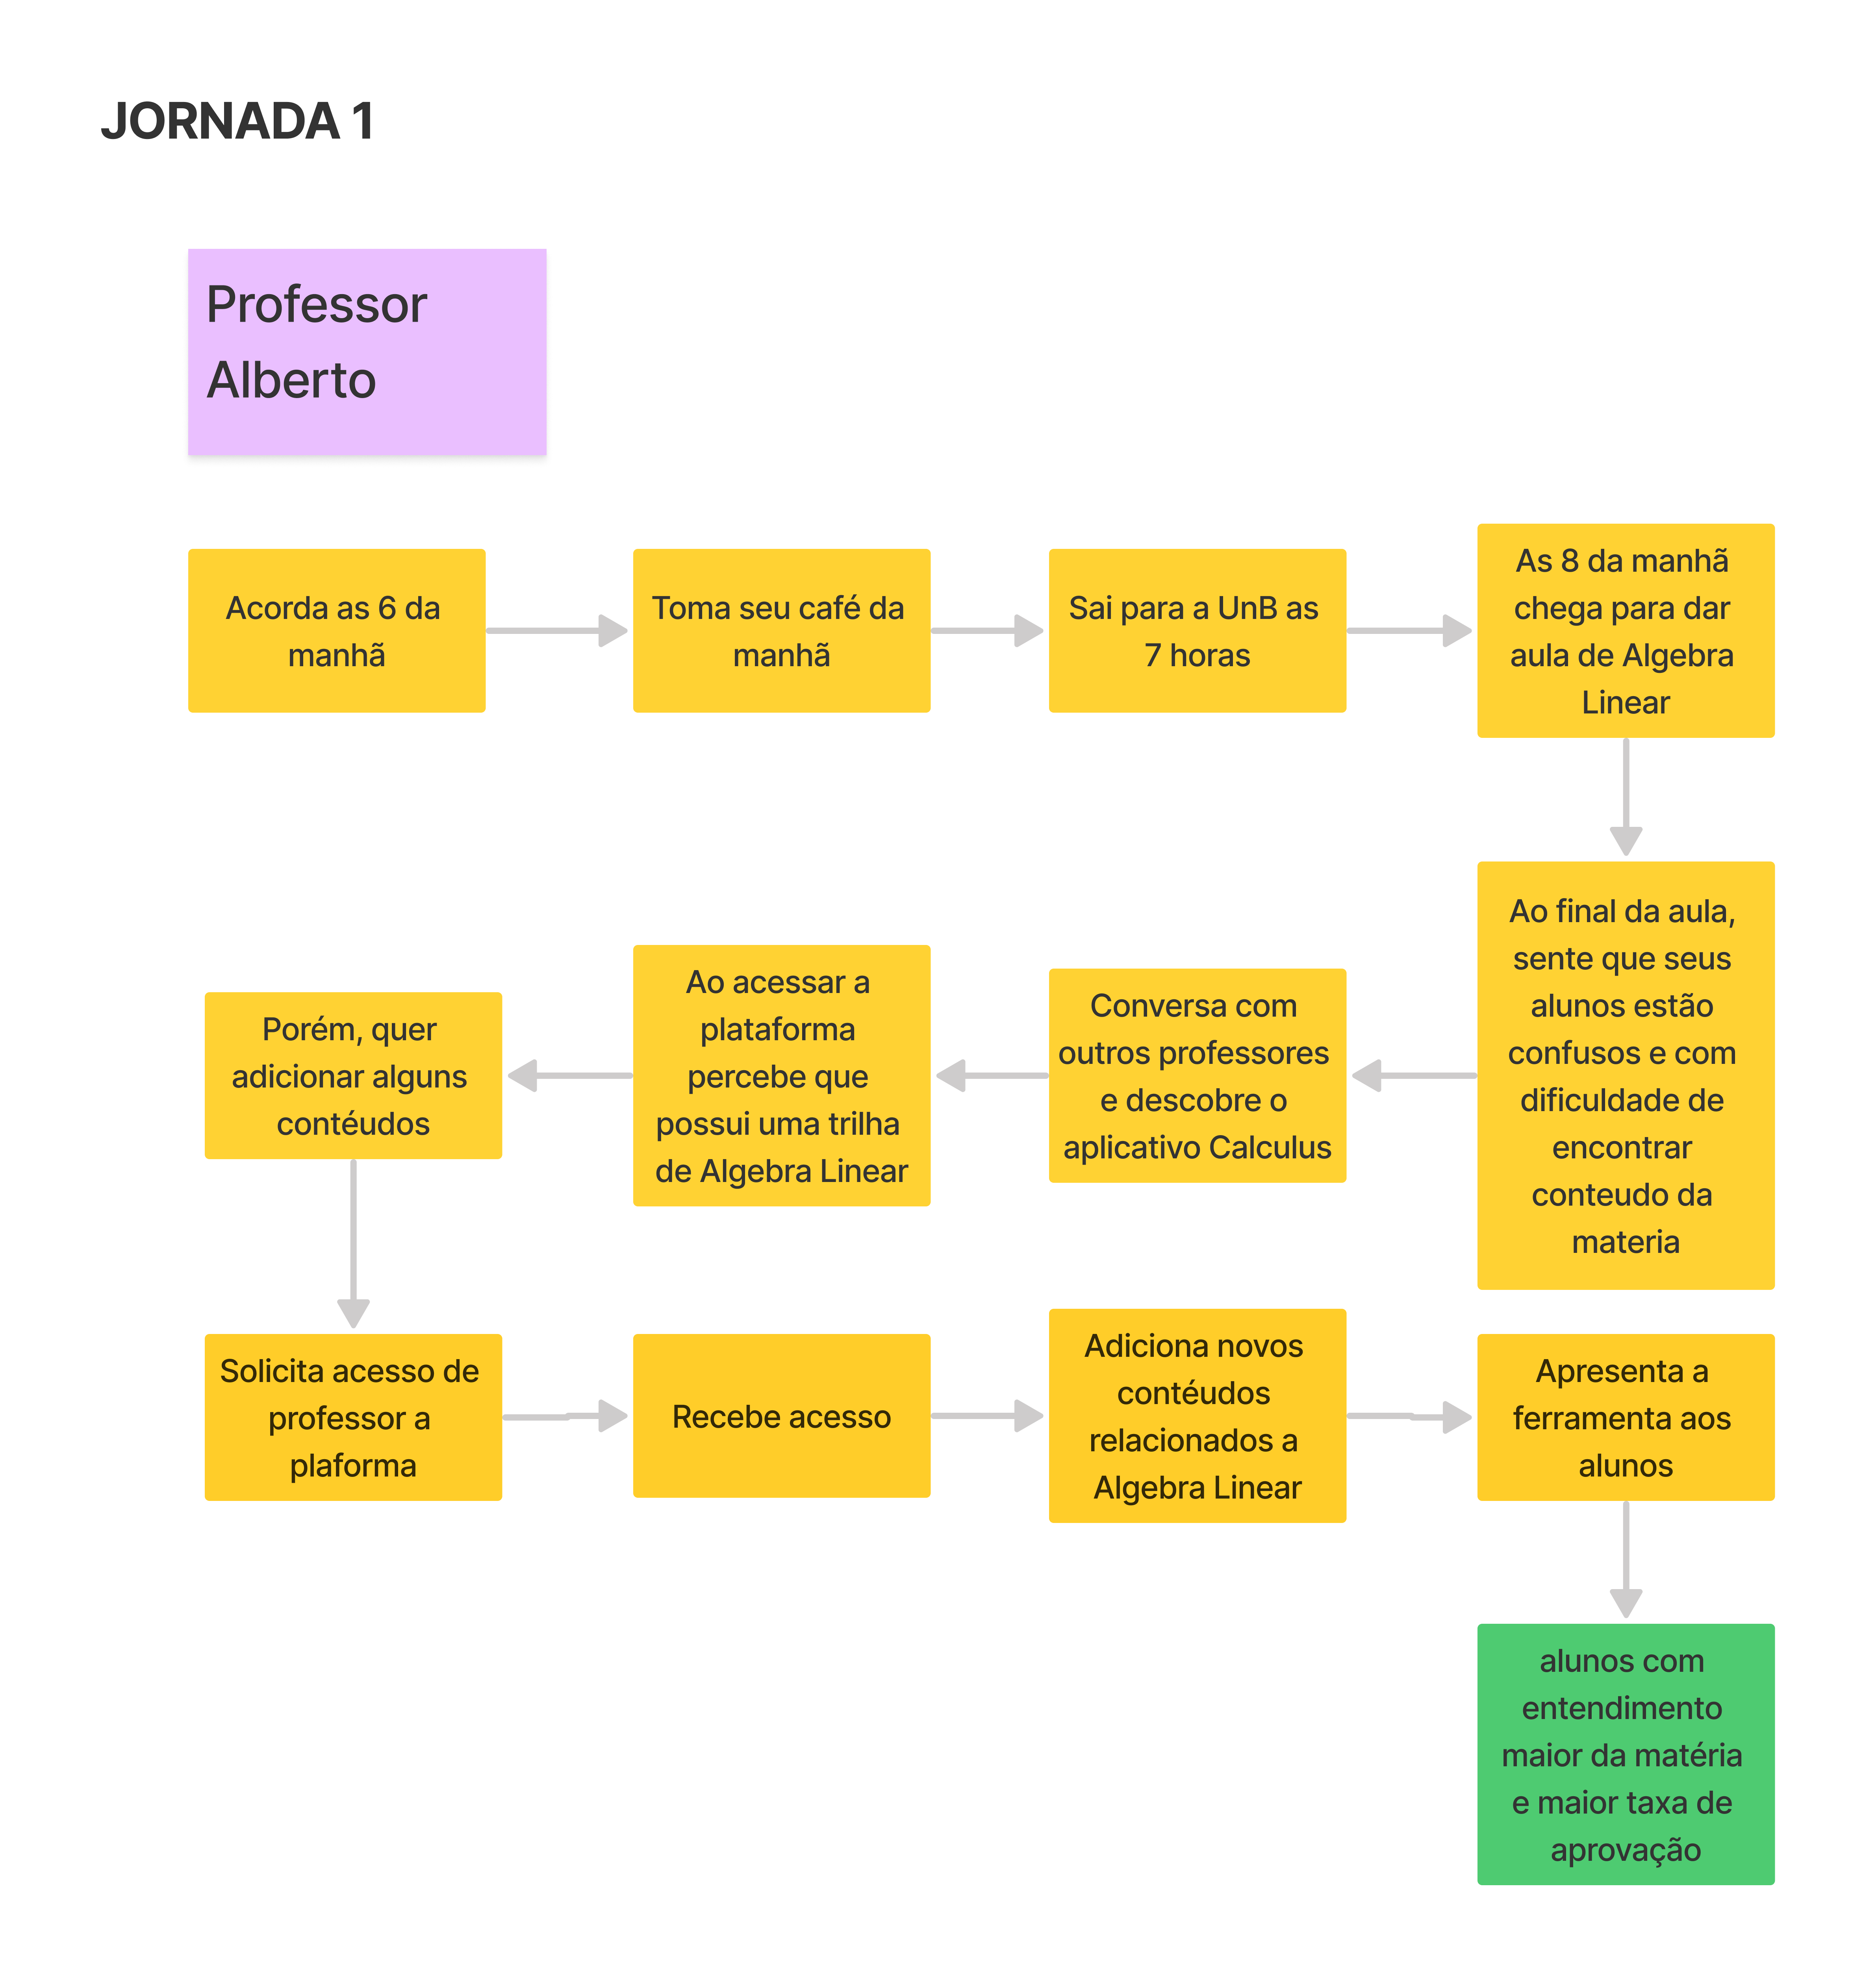 JORNADA 1
Professor
Alberto
Acorda as 6 da
manhã
Toma seu café da
manhã
Sai para a UnB as
7 horas
As 8 da manhã
chega para dar
aula de Algebra
Linear
Ao final da aula,
sente que seus
alunos estão
confusos e com
dificuldade de
encontrar
conteudo da
materia
Conversa com
outros professores
e descobre o
aplicativo Calculus
Ao acessar a
plataforma
percebe que
possui uma trilha
de Algebra Linear
Porém, quer
adicionar alguns
contéudos
Solicita acesso de
professor a
plaforma
Recebe acesso
Adiciona novos
contéudos
relacionados a
Algebra Linear
Apresenta a
ferramenta aos
alunos
alunos com
entendimento
maior da matéria
e maior taxa de
aprovação